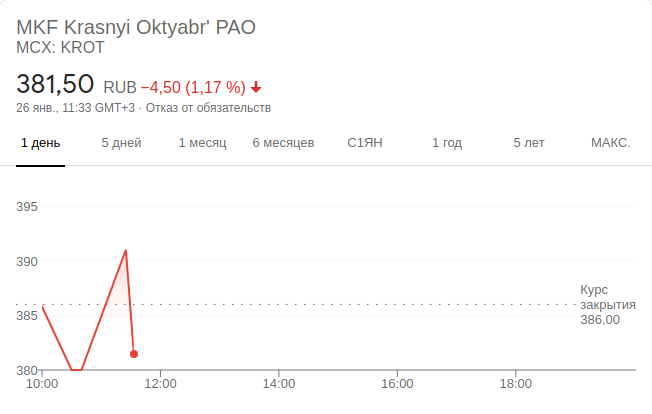 MKF Krasnyi Oktyabr' PAO
MCX: KROT
381,50 RUB −4,50 (1,17 %)
26 янв., 11:33 GMT+3 · Отказ от обязательств
1 день 5 дней 1 месяц 6 месяцев С1ЯН 1 год 5 лет МАКС.
395
390
Курс
закрытия
386,00
385
380
10:00 12:00 14:00 16:00 18:00